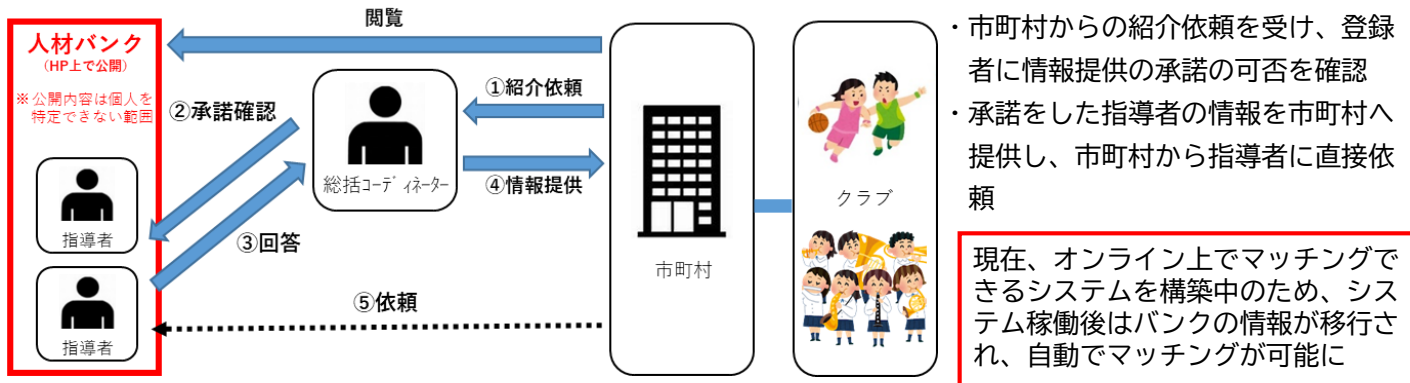 閲覧
人材バンク
(HP上で公開)
※公開内容は個人を
特定できない範囲
①紹介依頼
②承諾確認
総括ｺｰﾃﾞｨﾈｰﾀｰ
④情報提供
③回答
指導者
指導者
⑤依頼
市町村
クラブ
・市町村からの紹介依頼を受け、登録
者に情報提供の承諾の可否を確認
・承諾をした指導者の情報を市町村へ
提供し、市町村から指導者に直接依
頼
現在、オンライン上でマッチングで
きるシステムを構築中のため、シス
テム稼働後はバンクの情報が移行さ
れ、自動でマッチングが可能に